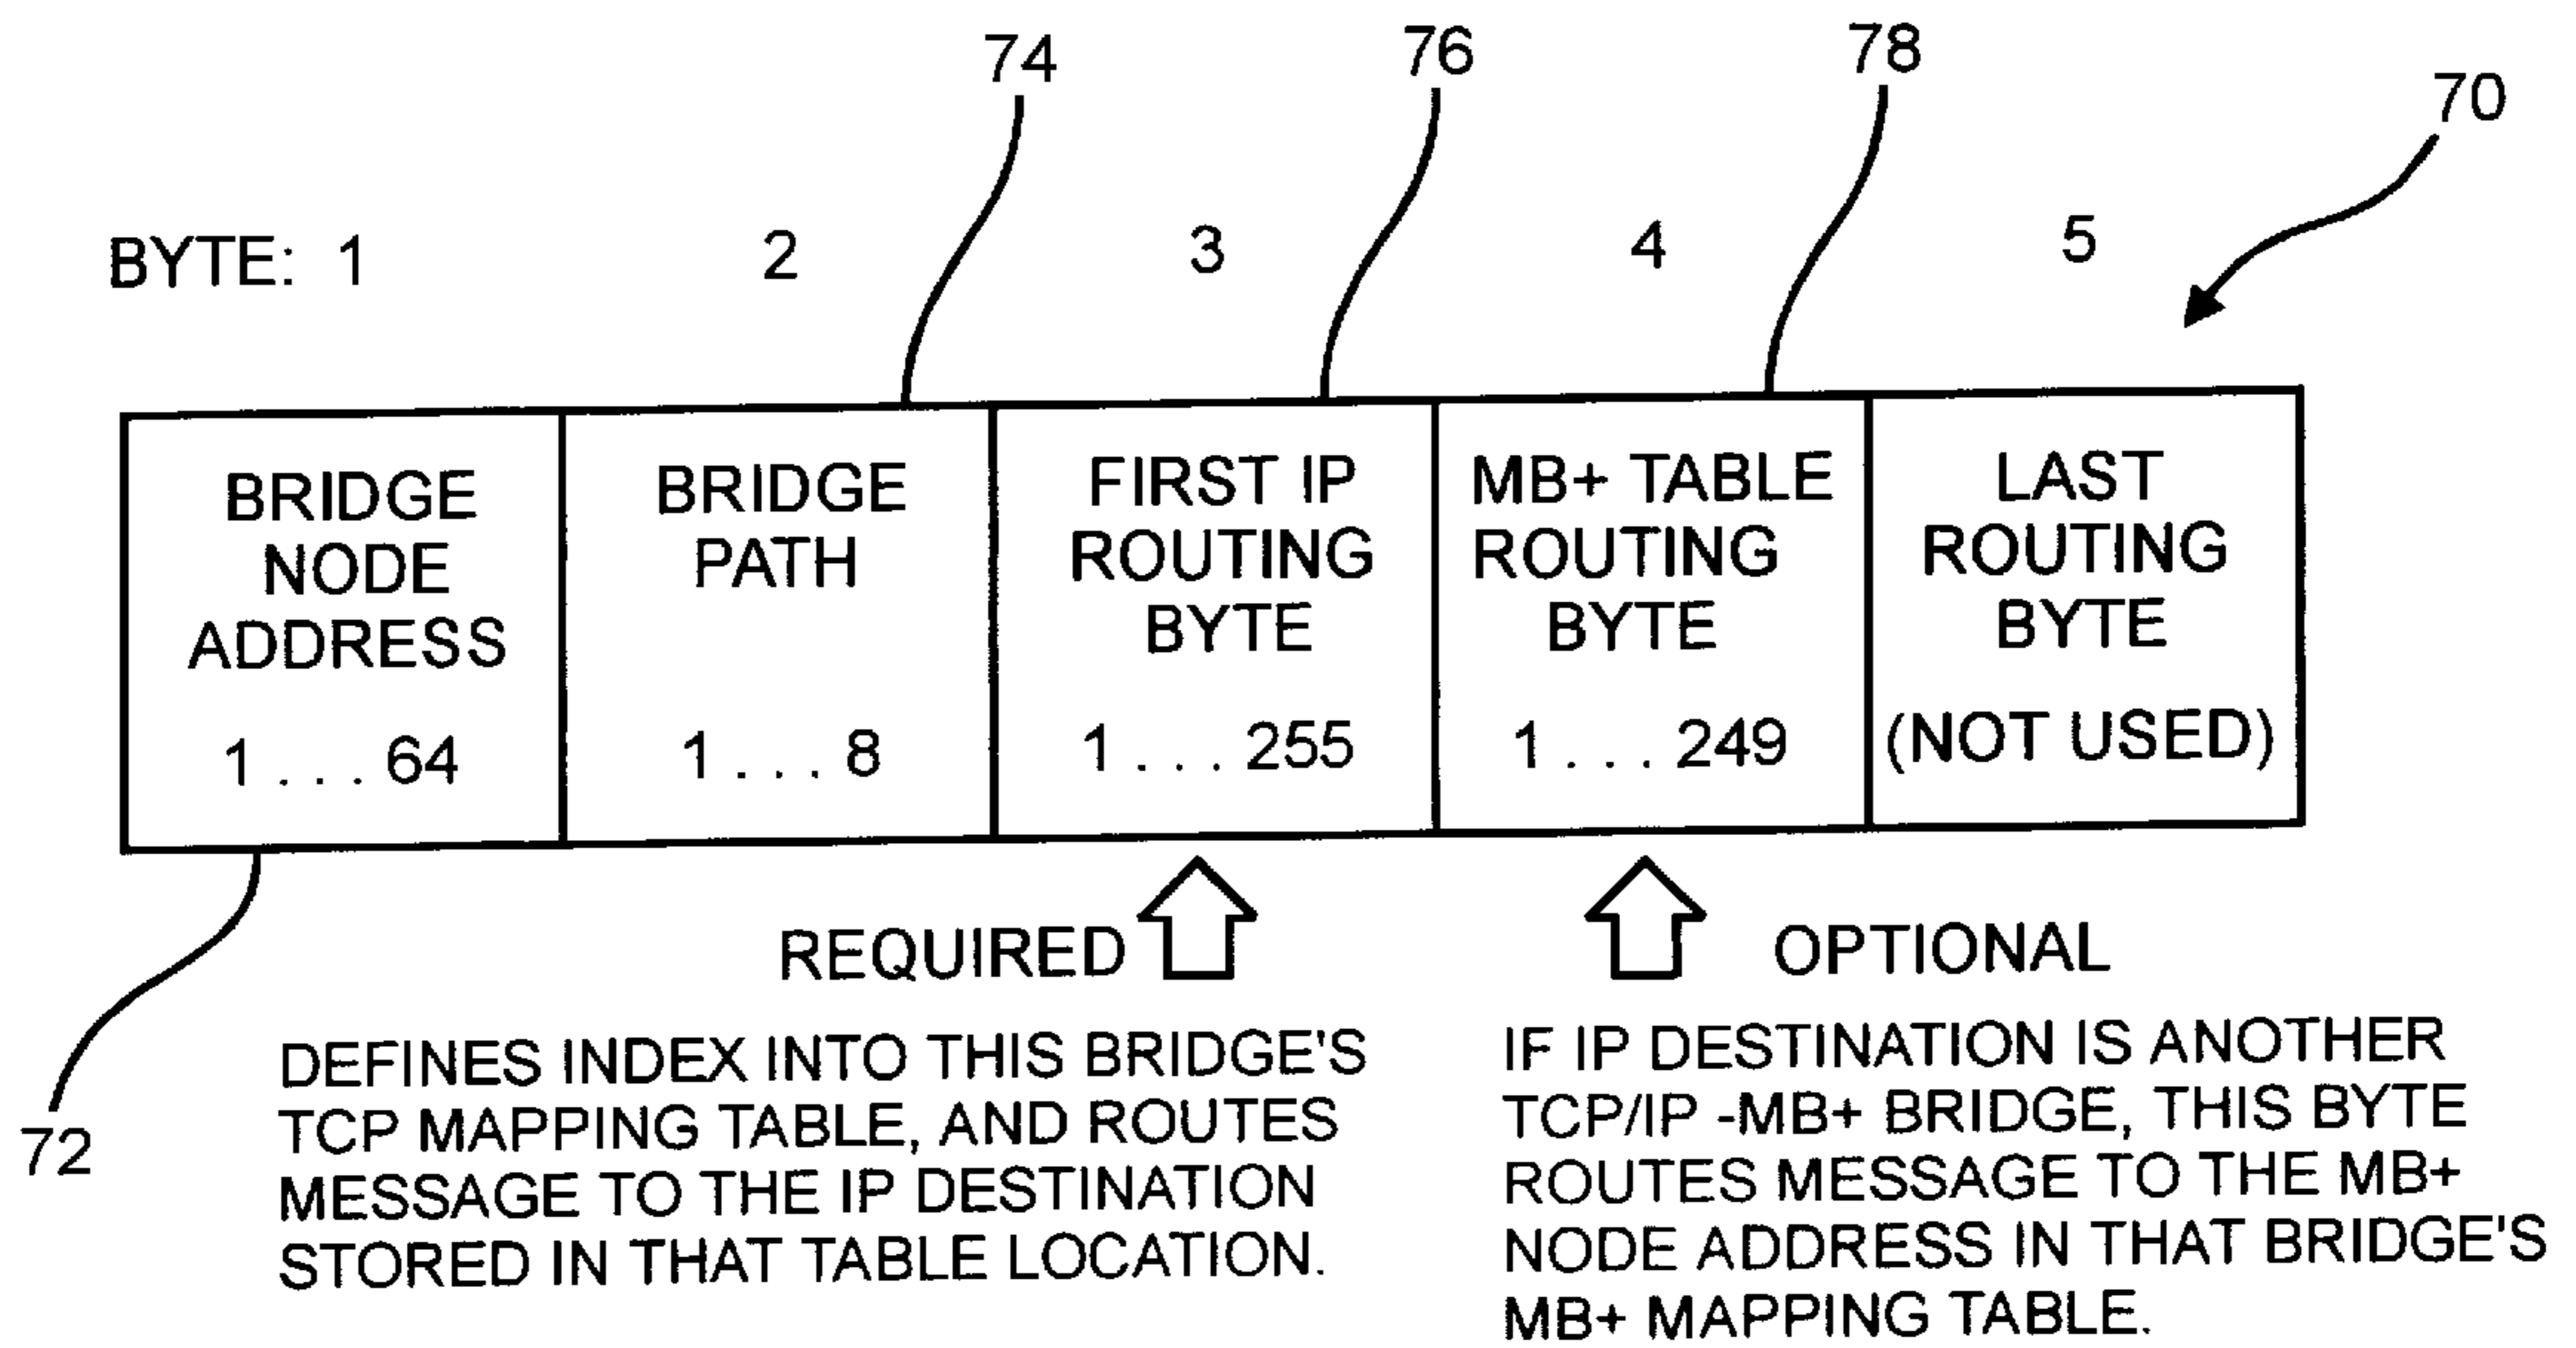 74
76
78
70
BYTE: 1 2 3 4 5
BRIDGE
NODE
ADDRESS
1 . . . 64
BRIDGE
PATH
1 . . . 8
FIRST IP
ROUTING
BYTE
1 . . . 255
MB+ TABLE
ROUTING
BYTE
1 . . . 249
LAST
ROUTING
BYTE
(NOT USED)
72
REQUIRED
DEFINES INDEX INTO THIS BRIDGE'S
TCP MAPPING TABLE, AND ROUTES
MESSAGE TO THE IP DESTINATION
STORED IN THAT TABLE LOCATION.
OPTIONAL
IF IP DESTINATION IS ANOTHER
TCP/IP -MB+ BRIDGE, THIS BYTE
ROUTES MESSAGE TO THE MB+
NODE ADDRESS IN THAT BRIDGE'S
MB+ MAPPING TABLE.